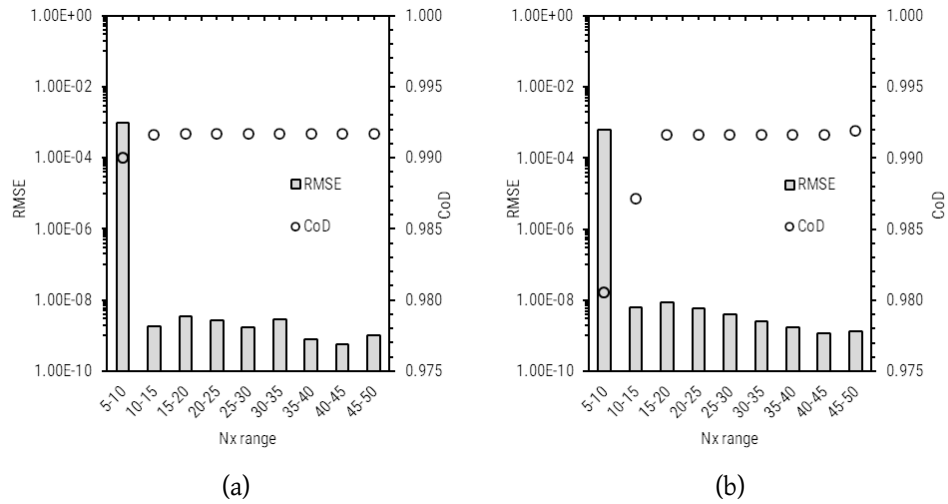 1.00E+00
1.00E-02
1.00E-04
1.00E-06
1.00E-08
1.00E-10
RMSE
1.000
0.995
0.990
0.985
0.980
0.975
CoD
RMSE
CoD
5-10
10-15
15-20
20-25
25-30
30-35
35-40
40-45
45-50
Nx range
(a)
1.00E+00
1.00E-02
1.00E-04
1.00E-06
1.00E-08
1.00E-10
RMSE
1.000
0.995
0.990
0.985
0.980
0.975
CoD
RMSE
CoD
5-10
10-15
15-20
20-25
25-30
30-35
35-40
40-45
45-50
Nx range
(b)